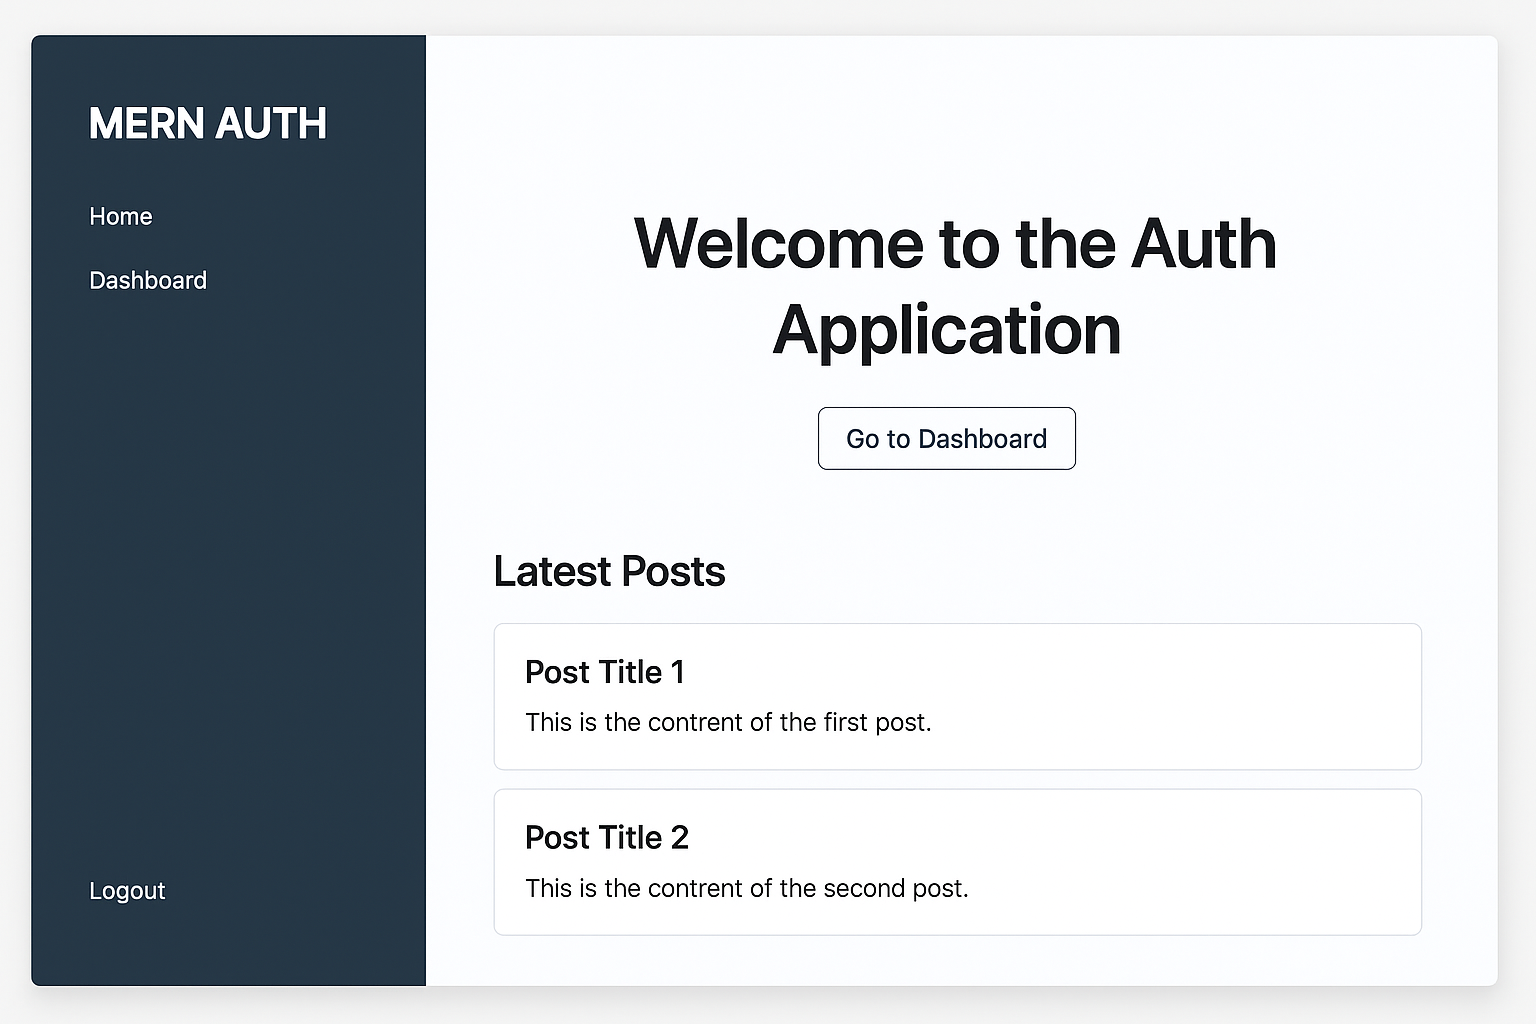 MERN AUTH
Home
Dashboard
Logout
Welcome to the Auth
Application
Go to Dashboard
Latest Posts
Post Title 1
This is the contrent of the first post.
Post Title 2
This is the contrent of the second post.